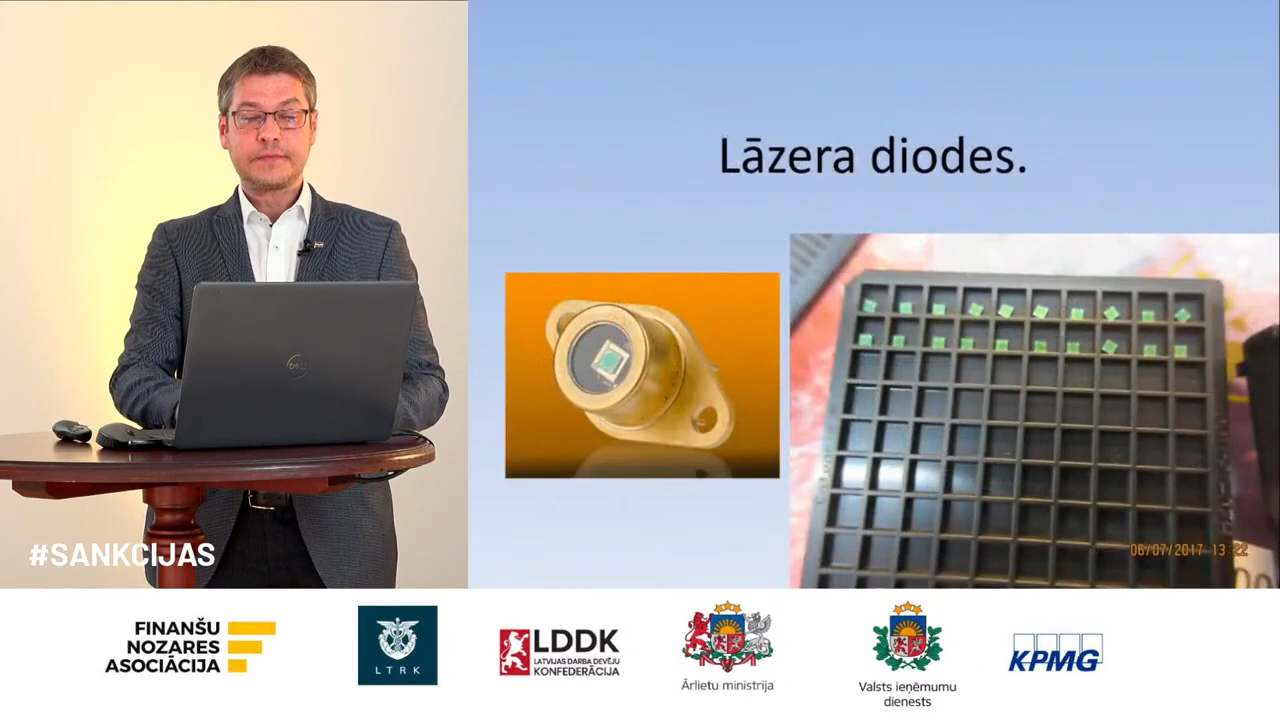 Lāzera diodes.
06/07/2017 13:22
#SANKCIJAS
FINANŠU
NOZARES
ASOCIĀCIJA
LTRK
LDDK
LATVIJAS DARBA DEVĒJU
KONFEDERĀCIJA
Ārlietu ministrija
Valsts ieņēmumu
dienests
KPMG
DELL